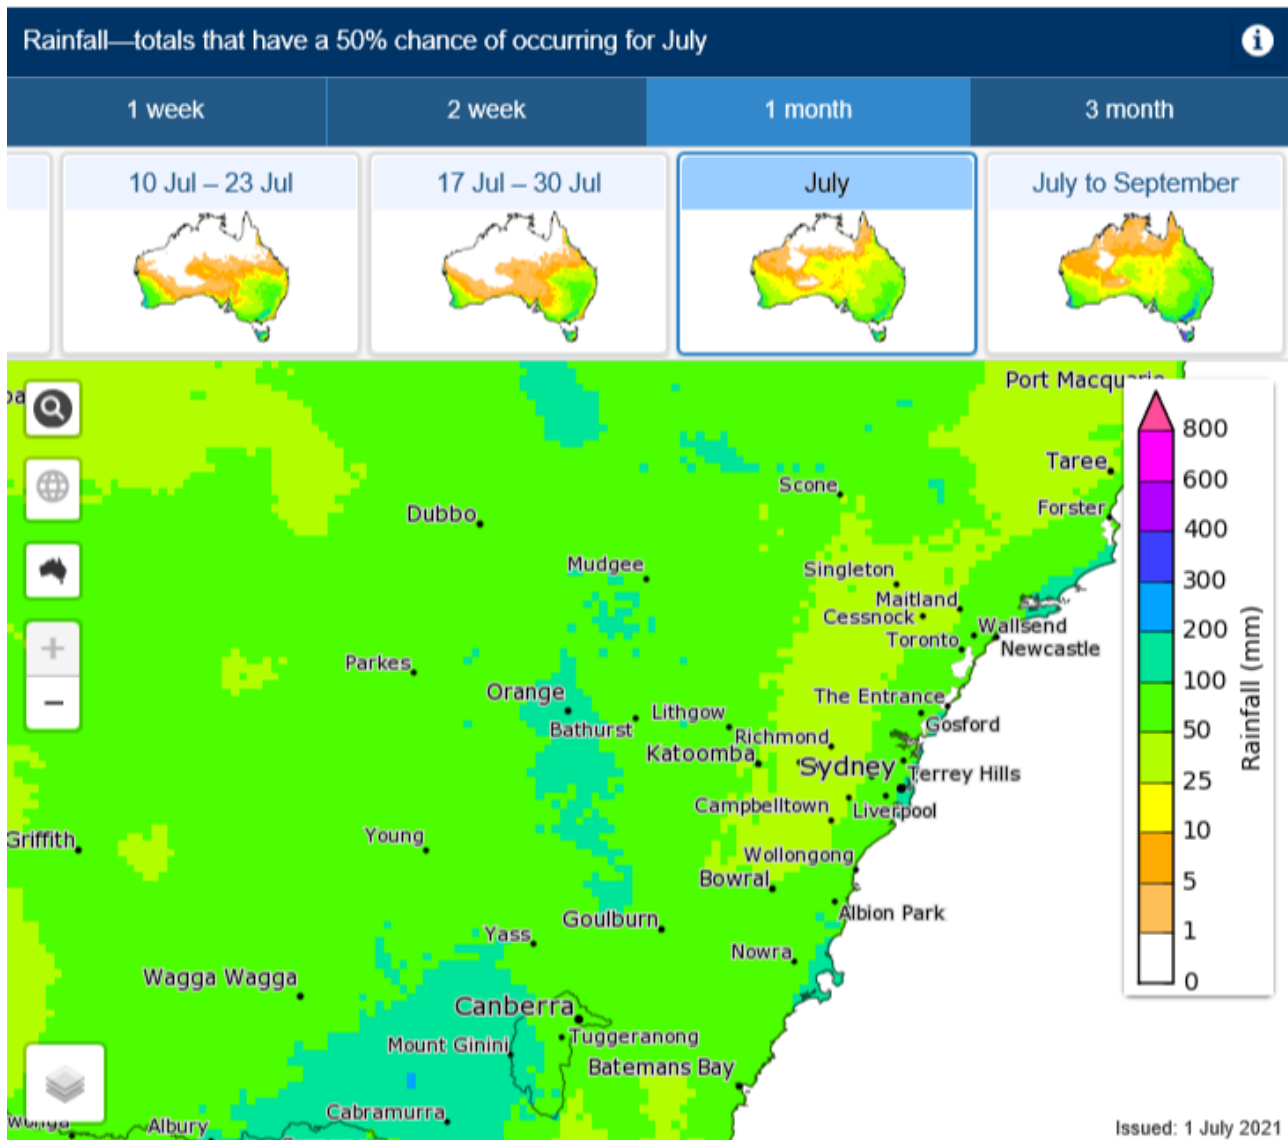 Rainfall—totals that have a 50% chance of occurring for July
i
1 week
2 week
1 month
3 month
10 Jul – 23 Jul
17 Jul – 30 Jul
July
July to September
Port Macquarie
Taree
Scone
Forster
Dubbo
Mudgee
Singleton
Maitland
Cessnock
Wallsend
Toronto
Newcastle
Parkes
Orange
The Entrance
Lithgow
Bathurst
Gosford
Richmond
Katoomba
Sydney
Terrey Hills
Campbelltown
Liverpool
Griffith
Young
Wollongong
Bowral
Albion Park
Goulburn
Yass
Nowra
Wagga Wagga
Canberra
Tuggeranong
Mount Ginini
Batemans Bay
Cabramurra
Albury
800
600
400
300
200
100
50
25
10
5
1
0
Rainfall (mm)
+
−
Issued: 1 July 2021